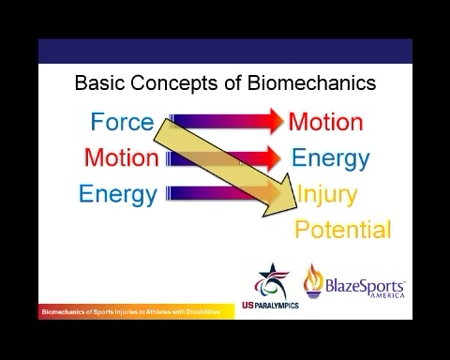 Basic Concepts of Biomechanics
Force Motion
Motion Energy
Energy Injury
Potential
US PARALYMPICS
BlazeSports
AMERICA
Biomechanics of Sports Injuries in Athletes with Disabilities